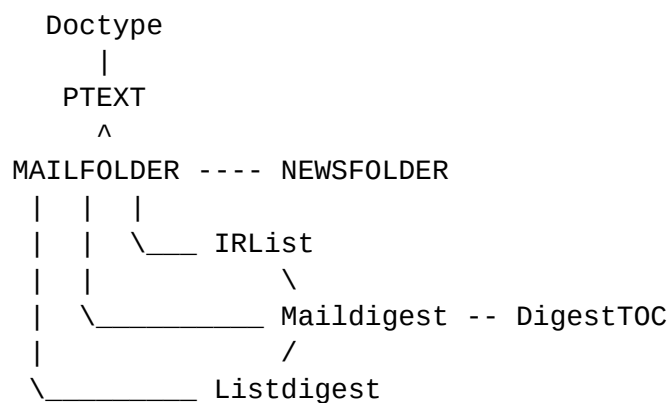 Doctype
|
PTEXT
^
MAILFOLDER ---- NEWSFOLDER
| | |
| | \___ IRList
| | \
| \__________ Maildigest -- DigestTOC
| /
\_________ Listdigest